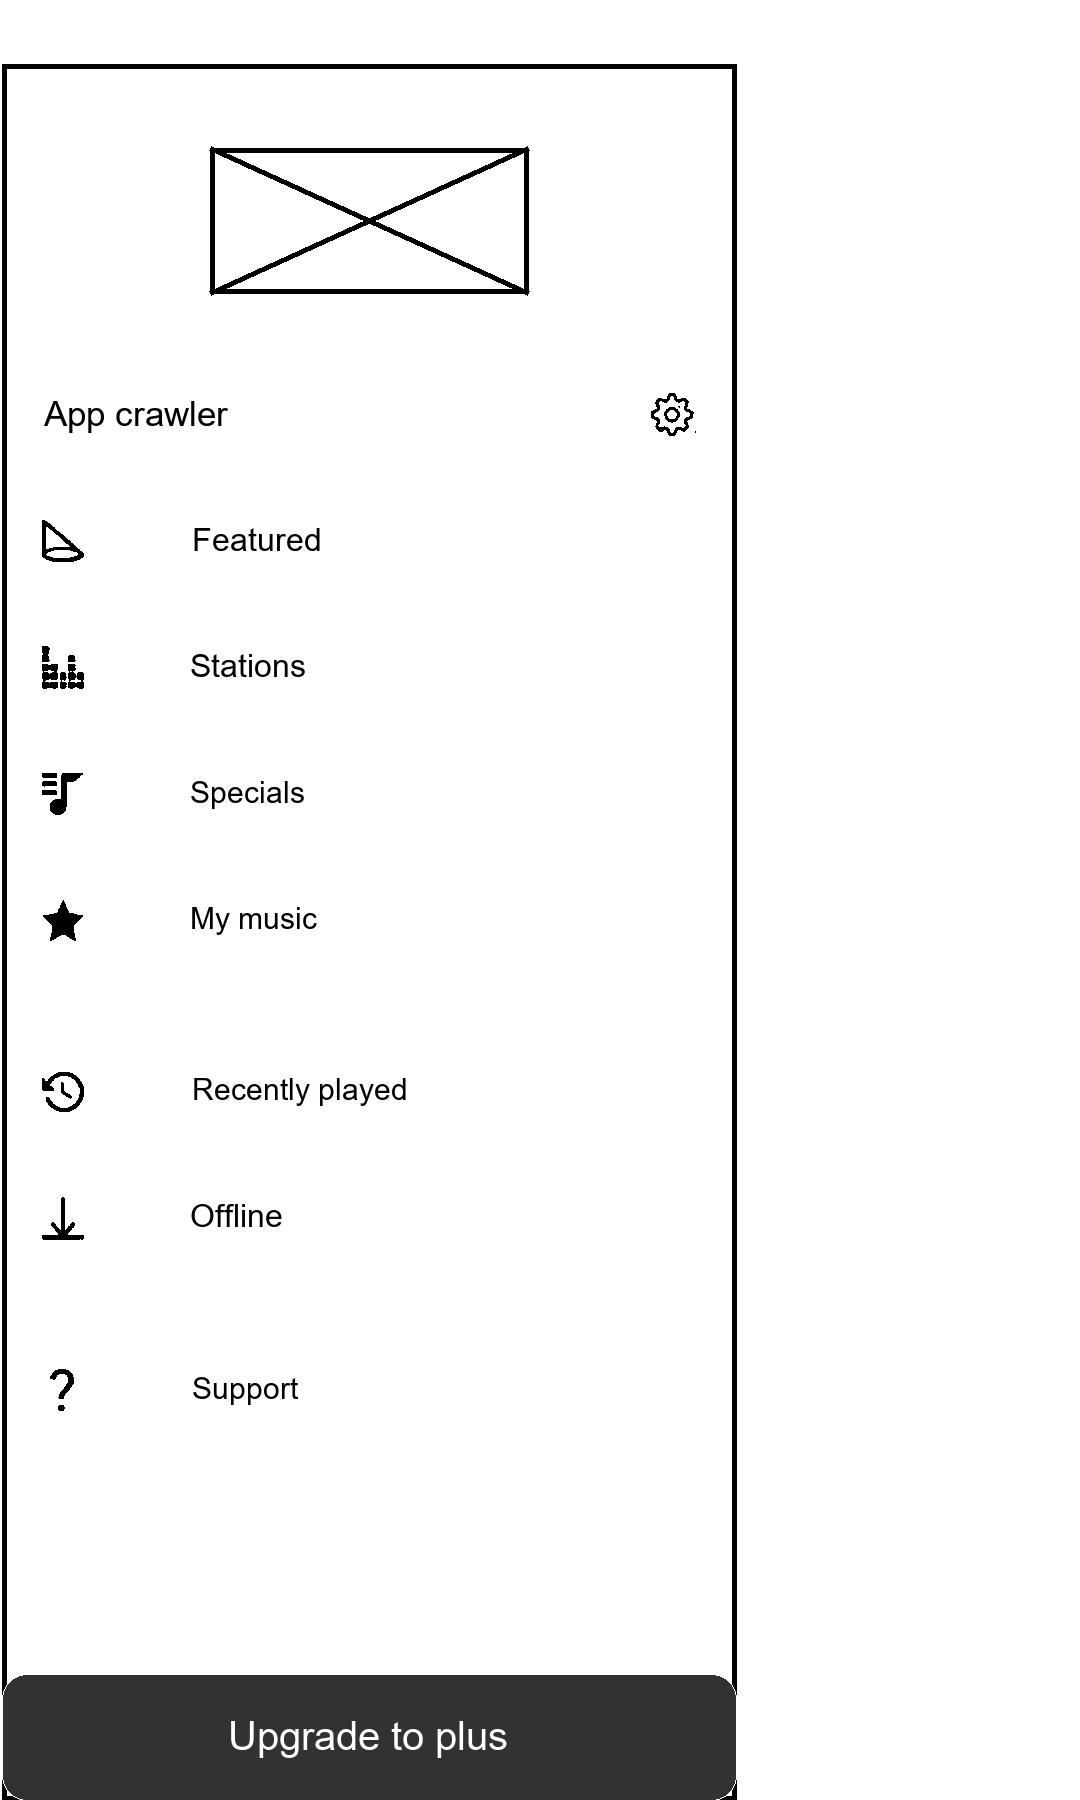 App crawler
Featured
Stations
Specials
My music
Recently played
Offline
Support
Upgrade to plus